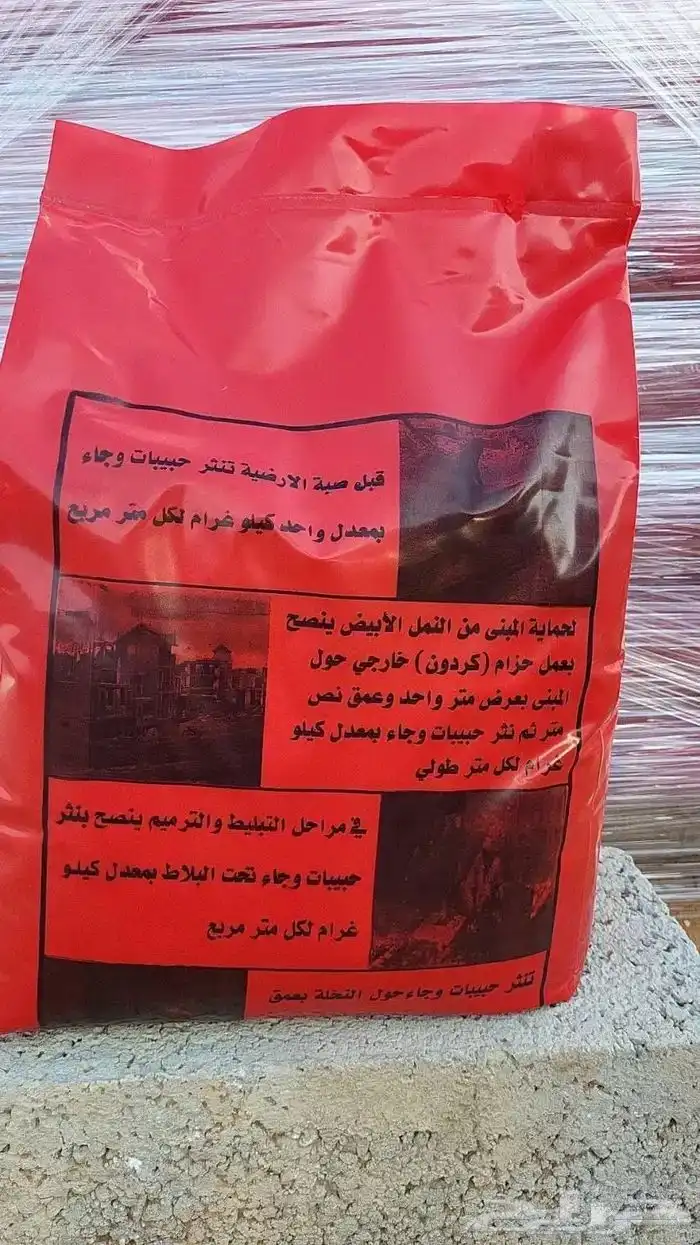 قبل صبة الارضية تنثر حبيبات وجاء
بمعدل واحد كيلو غرام لكل متر مربع
لحماية المبنى من النمل الأبيض ينصح
بعمل حزام (كردون) خارجي حول
المبنى بعرض متر واحد وعمق نص
متر ثم نثر حبيبات وجاء بمعدل كيلو
غرام لكل متر طولي
في مراحل التبليط والترميم ينصح بنثر
حبيبات وجاء تحت البلاط بمعدل كيلو
غرام لكل متر مربع
تنثر حبيبات وجاء حول النخلة بعمق
حراج